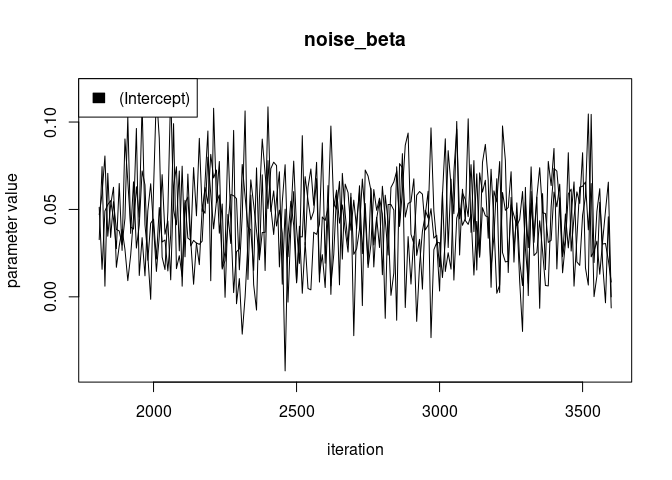 noise_beta
(Intercept)
parameter value
0.10
0.05
0.00
2000 2500 3000 3500
iteration